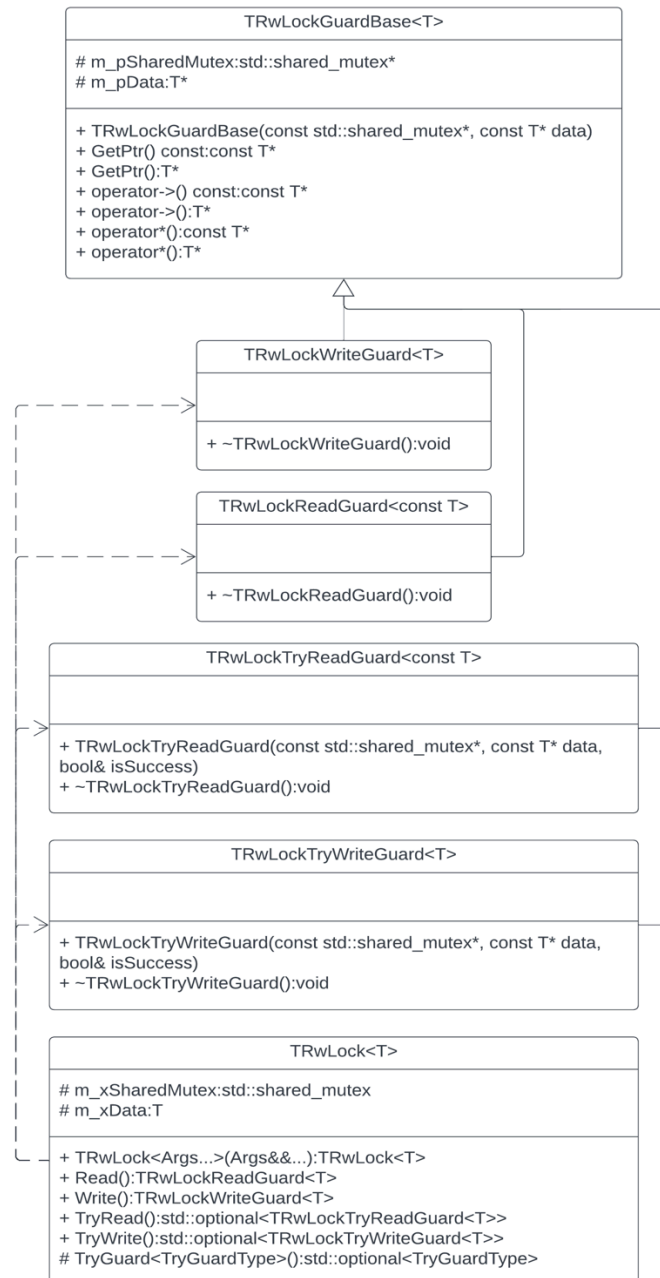 TRwLockGuardBase<T>
# m_pSharedMutex:std::shared_mutex*
# m_pData:T*
+ TRwLockGuardBase(const std::shared_mutex*, const T* data)
+ GetPtr() const:const T*
+ GetPtr():T*
+ operator->() const:const T*
+ operator->():T*
+ operator*():const T*
+ operator*():T*
TRwLockWriteGuard<T>
+ ~TRwLockWriteGuard():void
TRwLockReadGuard<const T>
+ ~TRwLockReadGuard():void
TRwLockTryReadGuard<const T>
+ TRwLockTryReadGuard(const std::shared_mutex*, const T* data,
bool& isSuccess)
+ ~TRwLockTryReadGuard():void
TRwLockTryWriteGuard<T>
+ TRwLockTryWriteGuard(const std::shared_mutex*, const T* data,
bool& isSuccess)
+ ~TRwLockTryWriteGuard():void
TRwLock<T>
# m_xSharedMutex:std::shared_mutex
# m_xData:T
+ TRwLock<Args...>(Args&&...):TRwLock<T>
+ Read():TRwLockReadGuard<T>
+ Write():TRwLockWriteGuard<T>
+ TryRead():std::optional<TRwLockTryReadGuard<T>>
+ TryWrite():std::optional<TRwLockTryWriteGuard<T>>
# TryGuard<TryGuardType>():std::optional<TryGuardType>